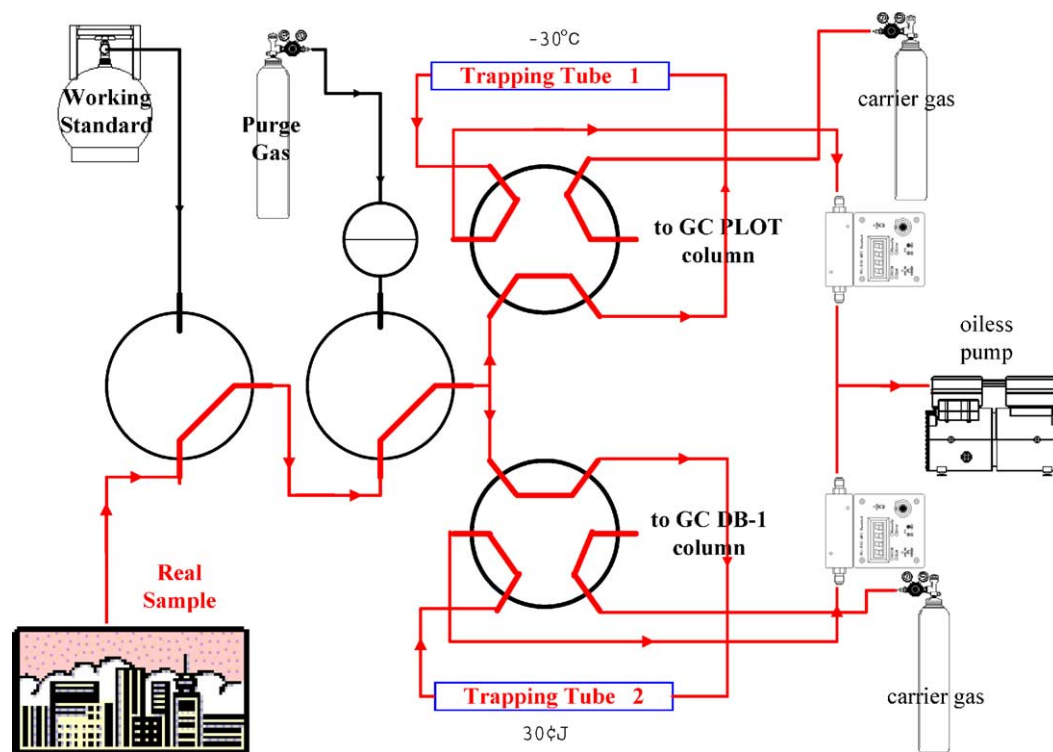 -30°C
Trapping Tube 1
Working
Standard
Purge
Gas
carrier gas
to GC PLOT
column
oiless
pump
to GC DB-1
column
Real
Sample
Trapping Tube 2
carrier gas
30¢J